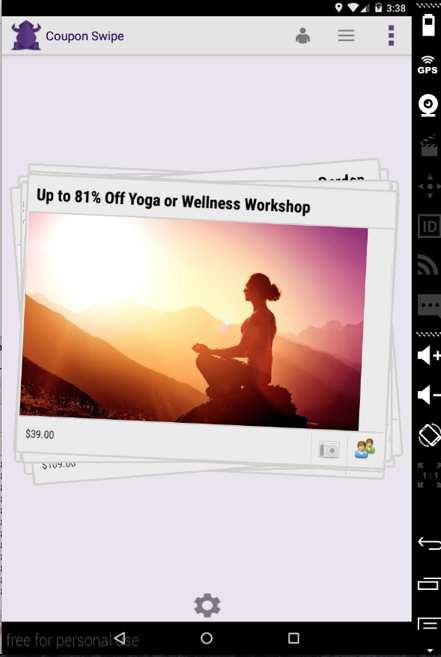 3:38
Coupon Swipe
GPS
Up to 81% Off Yoga or Wellness Workshop
ID
$39.00
1:1
$109.00
free for personal use